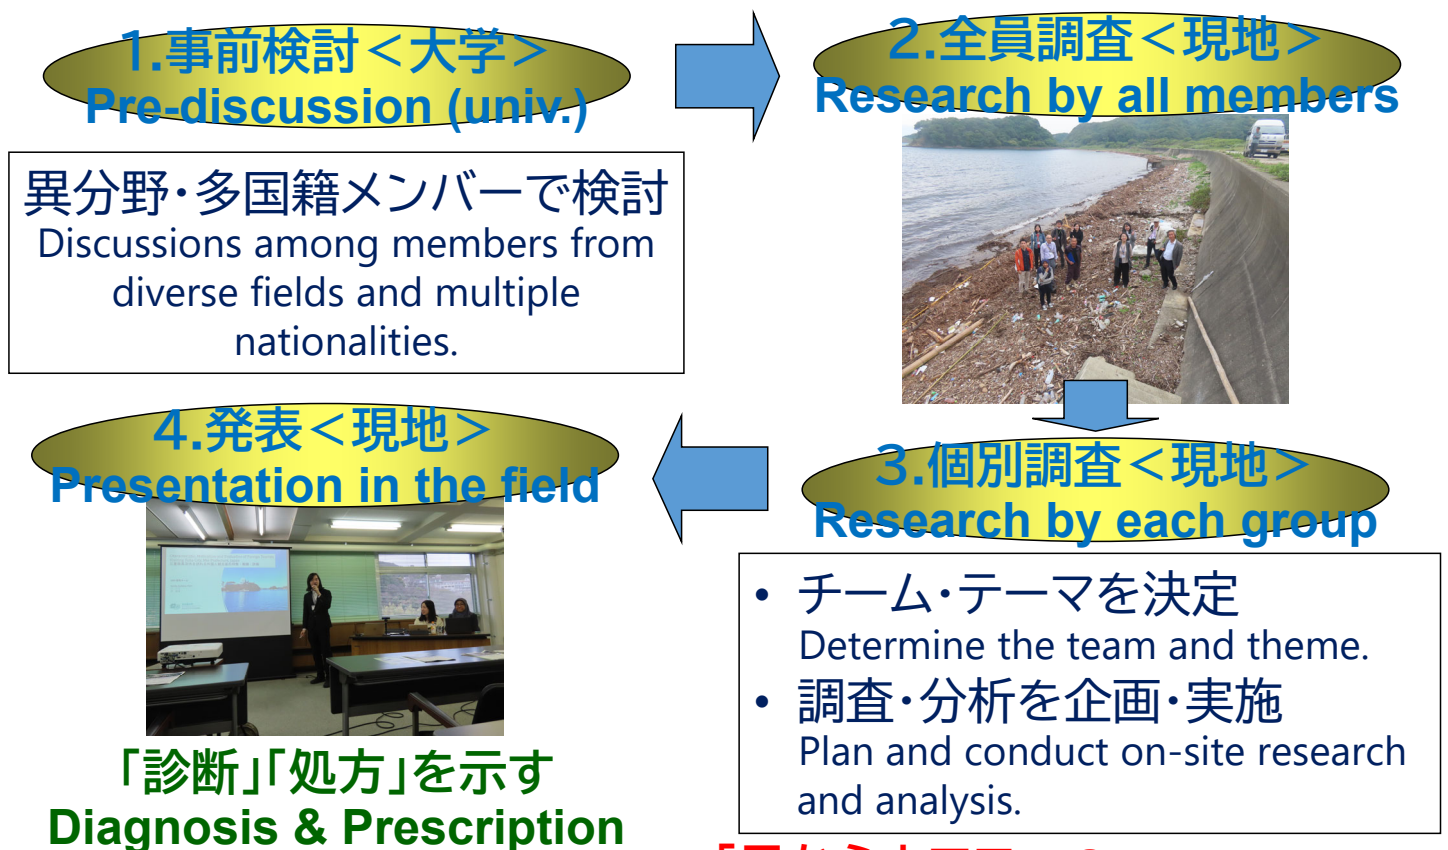 1.事前検討＜大学＞
Pre-discussion (univ.)
異分野・多国籍メンバーで検討
Discussions among members from
diverse fields and multiple
nationalities.
2.全員調査＜現地＞
Research by all members
3.個別調査＜現地＞
Research by each group
• チーム・テーマを決定
Determine the team and theme.
• 調査・分析を企画・実施
Plan and conduct on-site research
and analysis.
4.発表＜現地＞
Presentation in the field
「診断」「処方」を示す
Diagnosis & Prescription